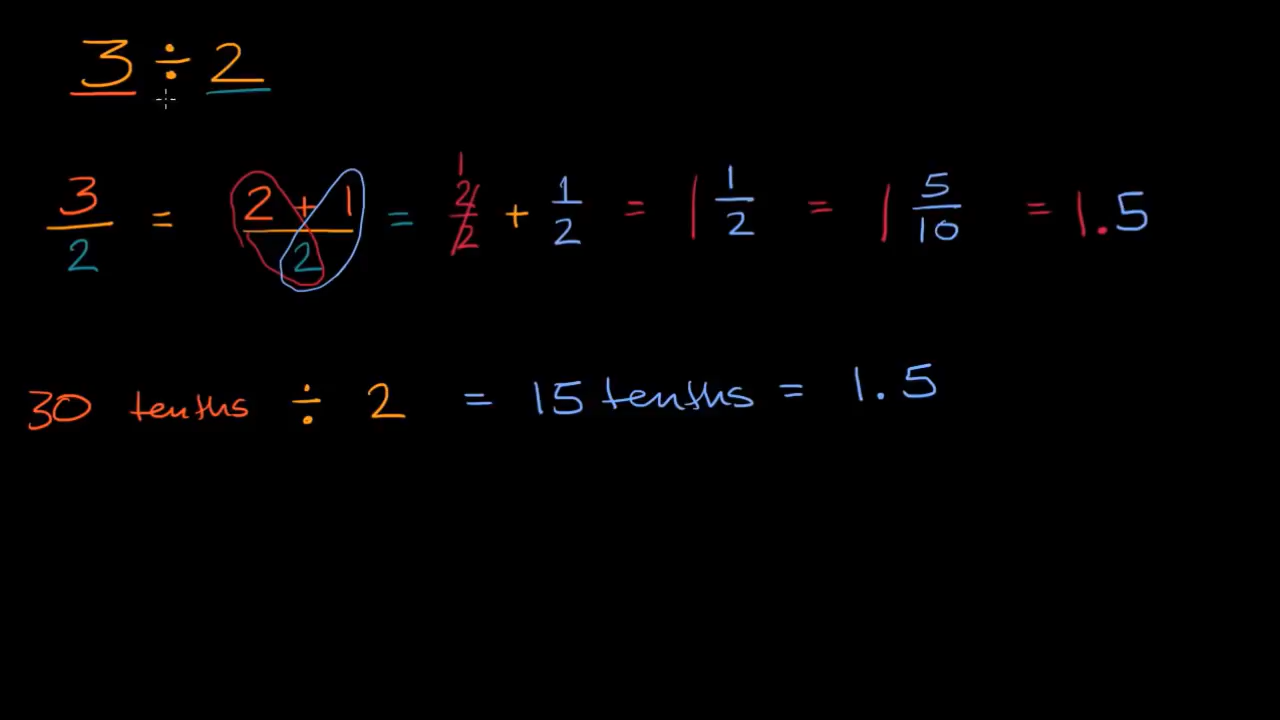 3 ÷ 2
3/2 = (2 + 1)/2 = 1 2/2 + 1/2 = 1 1/2 = 1 5/10 = 1.5
30 tenths ÷ 2 = 15 tenths = 1.5